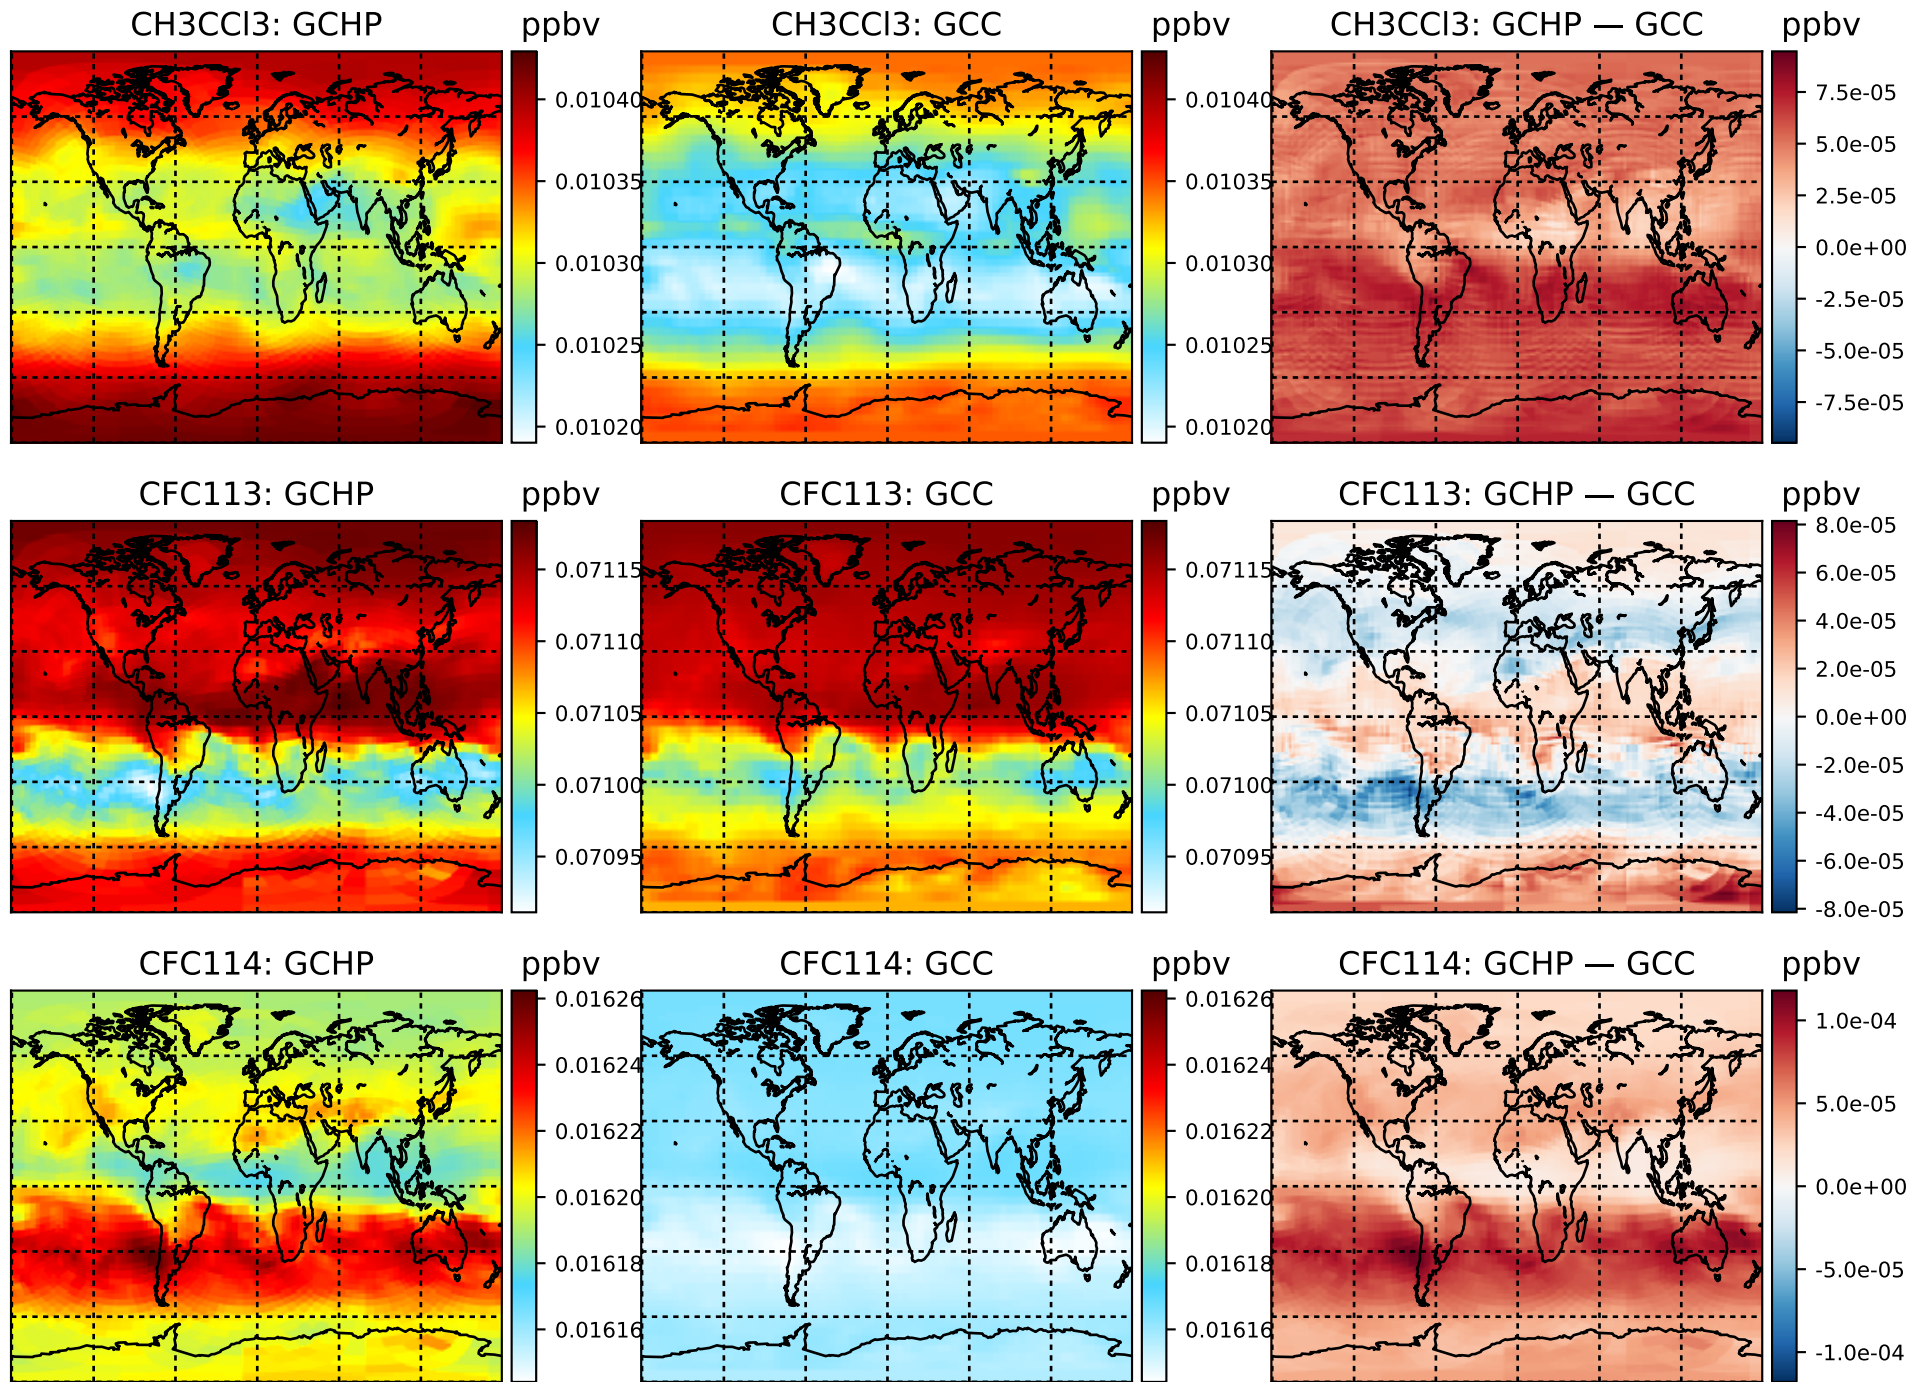 CH3CCl3: GCHP
ppbv
CH3CCl3: GCC
ppbv
CH3CCl3: GCHP — GCC
ppbv
0.01040
0.01035
0.01030
0.01025
0.01020
0.01040
0.01035
0.01030
0.01025
0.01020
7.5e-05
5.0e-05
2.5e-05
0.0e+00
-2.5e-05
-5.0e-05
-7.5e-05
CFC113: GCHP
ppbv
CFC113: GCC
ppbv
CFC113: GCHP — GCC
ppbv
0.07115
0.07110
0.07105
0.07100
0.07095
0.07115
0.07110
0.07105
0.07100
0.07095
8.0e-05
6.0e-05
4.0e-05
2.0e-05
0.0e+00
-2.0e-05
-4.0e-05
-6.0e-05
-8.0e-05
CFC114: GCHP
ppbv
CFC114: GCC
ppbv
CFC114: GCHP — GCC
ppbv
0.01626
0.01624
0.01622
0.01620
0.01618
0.01616
0.01626
0.01624
0.01622
0.01620
0.01618
0.01616
1.0e-04
5.0e-05
0.0e+00
-5.0e-05
-1.0e-04